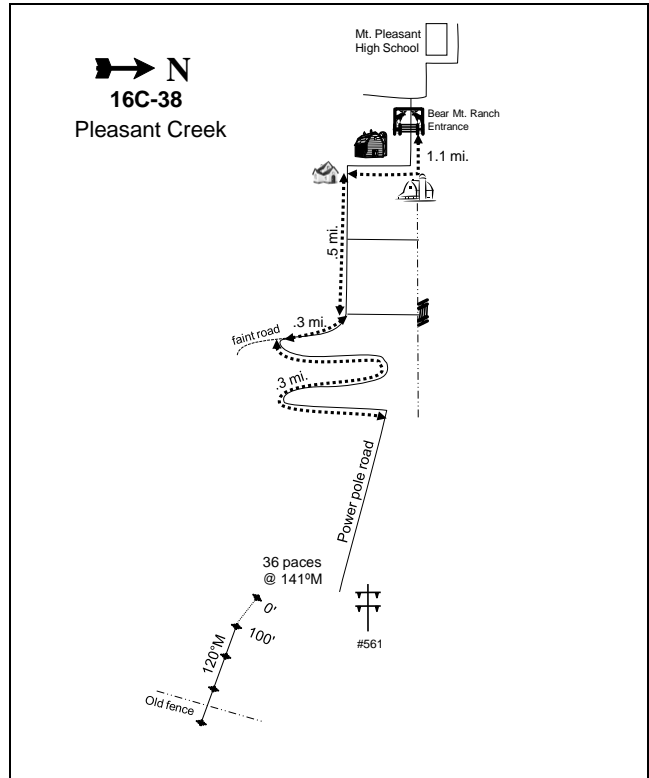 Mt. Pleasant
High School
N
16C-38
Pleasant Creek
Bear Mt. Ranch
Entrance
1.1 mi.
.5 mi.
.3 mi.
faint road
.3 mi.
Power pole road
36 paces
@ 141ºM
0'
100'
120°M
#561
Old fence